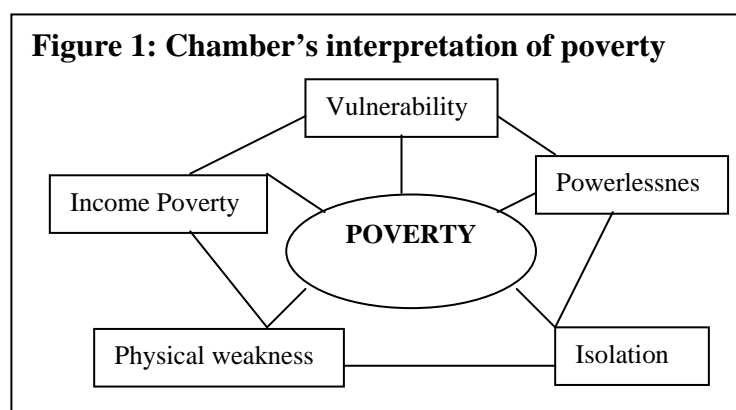 Figure 1: Chamber’s interpretation of poverty
Vulnerability
Income Poverty
Powerlessnes
POVERTY
Physical weakness
Isolation